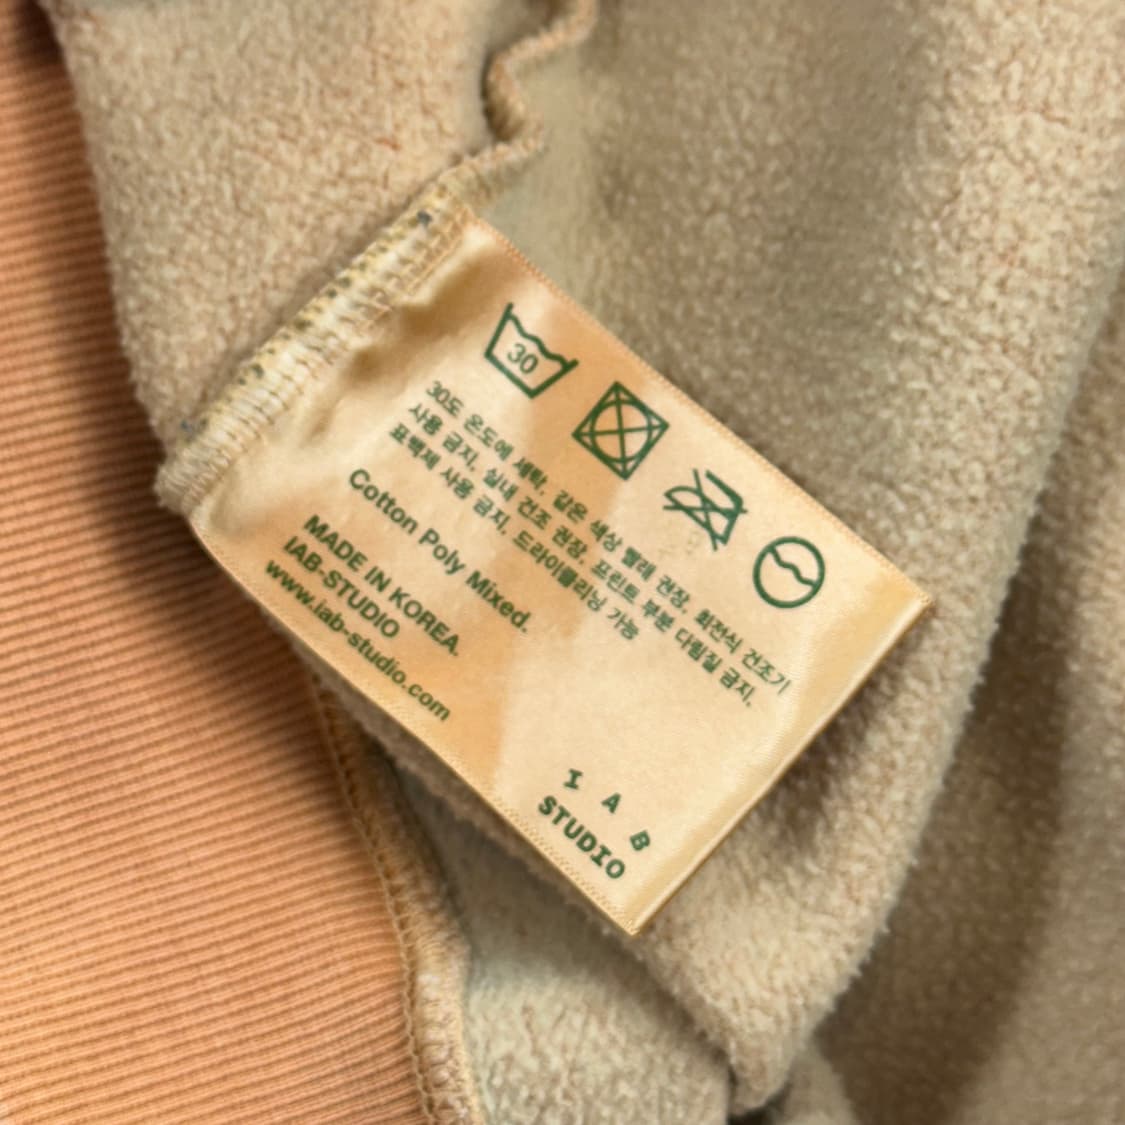 30
30도 온도에 세탁, 같은 색상 빨래 권장, 회전식 건조기
사용 금지, 실내 건조 권장, 프린트 부분 다림질 금지,
표백제 사용 금지, 드라이클리닝 가능
Cotton Poly Mixed.
MADE IN KOREA.
IAB-STUDIO
www.iab-studio.com
I A B
STUDIO